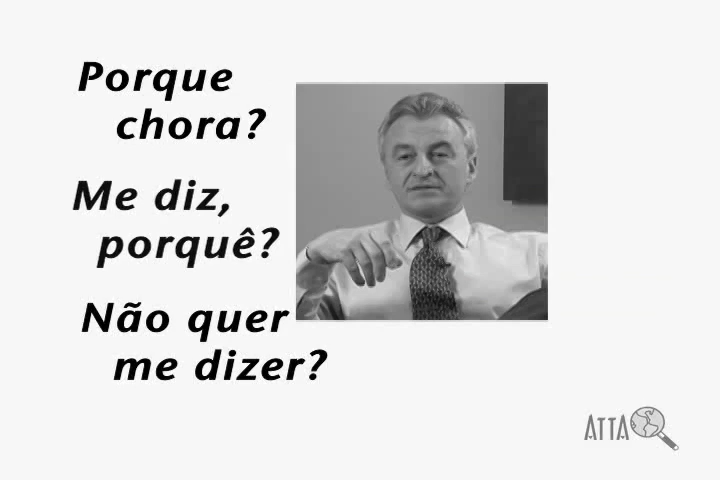 Porque
chora?
Me diz,
porquê?
Não quer
me dizer?
ATTA